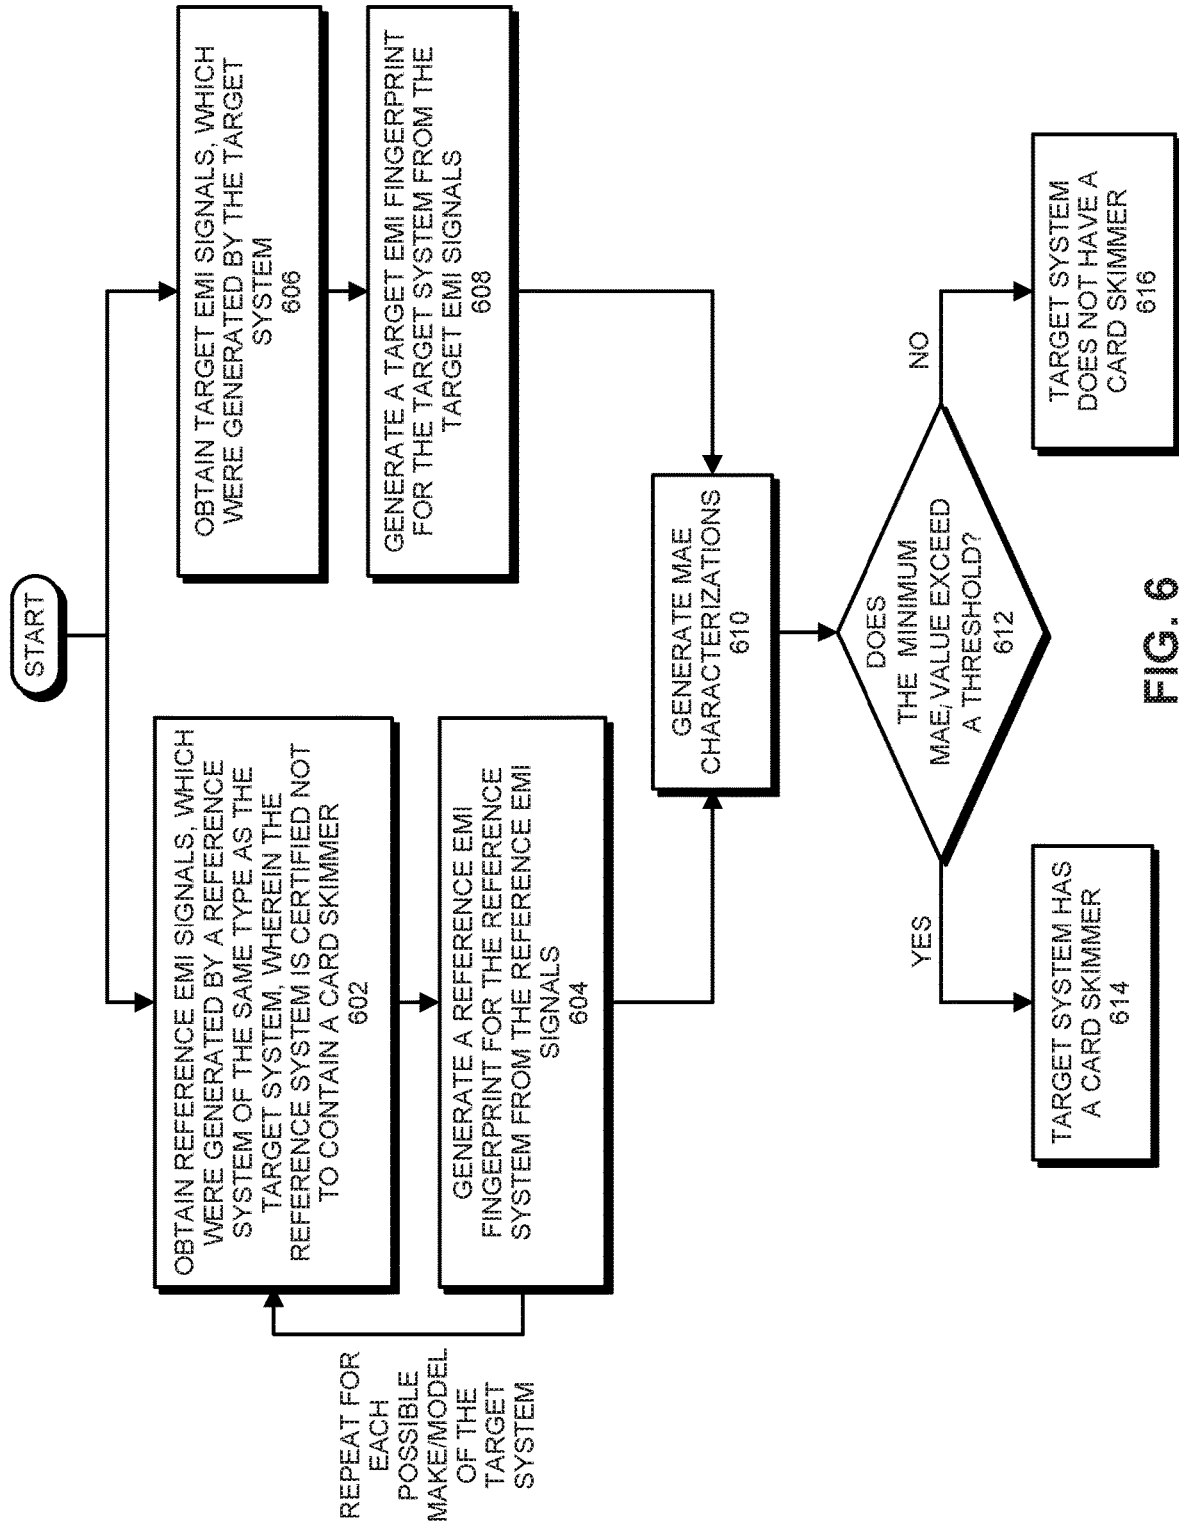 START
OBTAIN REFERENCE EMI SIGNALS, WHICH
WERE GENERATED BY A REFERENCE
SYSTEM OF THE SAME TYPE AS THE
TARGET SYSTEM, WHEREIN THE
REFERENCE SYSTEM IS CERTIFIED NOT
TO CONTAIN A CARD SKIMMER
602
GENERATE A REFERENCE EMI
FINGERPRINT FOR THE REFERENCE
SYSTEM FROM THE REFERENCE EMI
SIGNALS
604
REPEAT FOR
EACH
POSSIBLE
MAKE/MODEL
OF THE
TARGET
SYSTEM
OBTAIN TARGET EMI SIGNALS, WHICH
WERE GENERATED BY THE TARGET
SYSTEM
606
GENERATE A TARGET EMI FINGERPRINT
FOR THE TARGET SYSTEM FROM THE
TARGET EMI SIGNALS
608
GENERATE MAE
CHARACTERIZATIONS
610
DOES
THE MINIMUM
MAE, VALUE EXCEED
A THRESHOLD?
612
YES
NO
TARGET SYSTEM HAS
A CARD SKIMMER
614
TARGET SYSTEM
DOES NOT HAVE A
CARD SKIMMER
616
FIG. 6